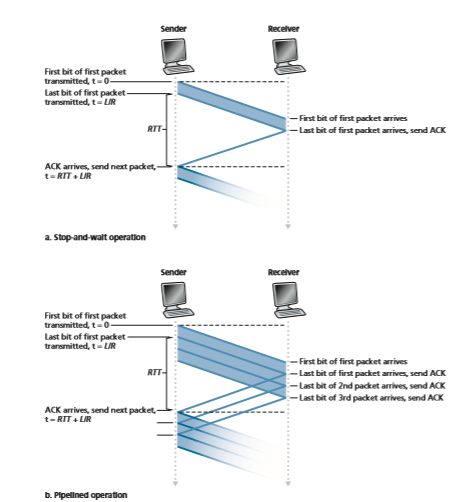 Sender Receiver
First bit of first packet
transmitted, t = 0
Last bit of first packet
transmitted, t = L/R
First bit of first packet arrives
Last bit of first packet arrives, send ACK
RTT
ACK arrives, send next packet,
t = RTT + L/R
a. Stop-and-wait operation
Sender Receiver
First bit of first packet
transmitted, t = 0
Last bit of first packet
transmitted, t = L/R
First bit of first packet arrives
Last bit of first packet arrives, send ACK
RTT
Last bit of 2nd packet arrives, send ACK
Last bit of 3rd packet arrives, send ACK
ACK arrives, send next packet,
t = RTT + L/R
b. Pipelined operation